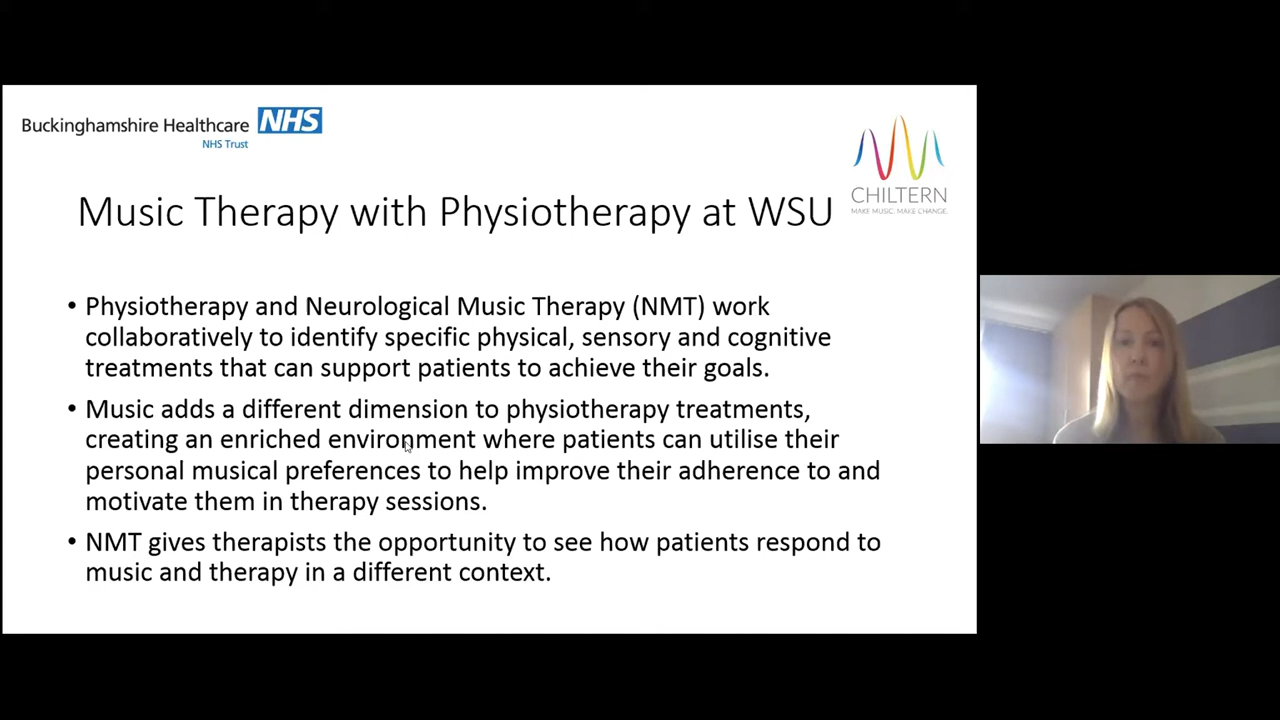 Buckinghamshire Healthcare NHS
NHS Trust
CHILTERN
MAKE MUSIC. MAKE CHANGE.
Music Therapy with Physiotherapy at WSU
• Physiotherapy and Neurological Music Therapy (NMT) work
collaboratively to identify specific physical, sensory and cognitive
treatments that can support patients to achieve their goals.
• Music adds a different dimension to physiotherapy treatments,
creating an enriched environment where patients can utilise their
personal musical preferences to help improve their adherence to and
motivate them in therapy sessions.
• NMT gives therapists the opportunity to see how patients respond to
music and therapy in a different context.